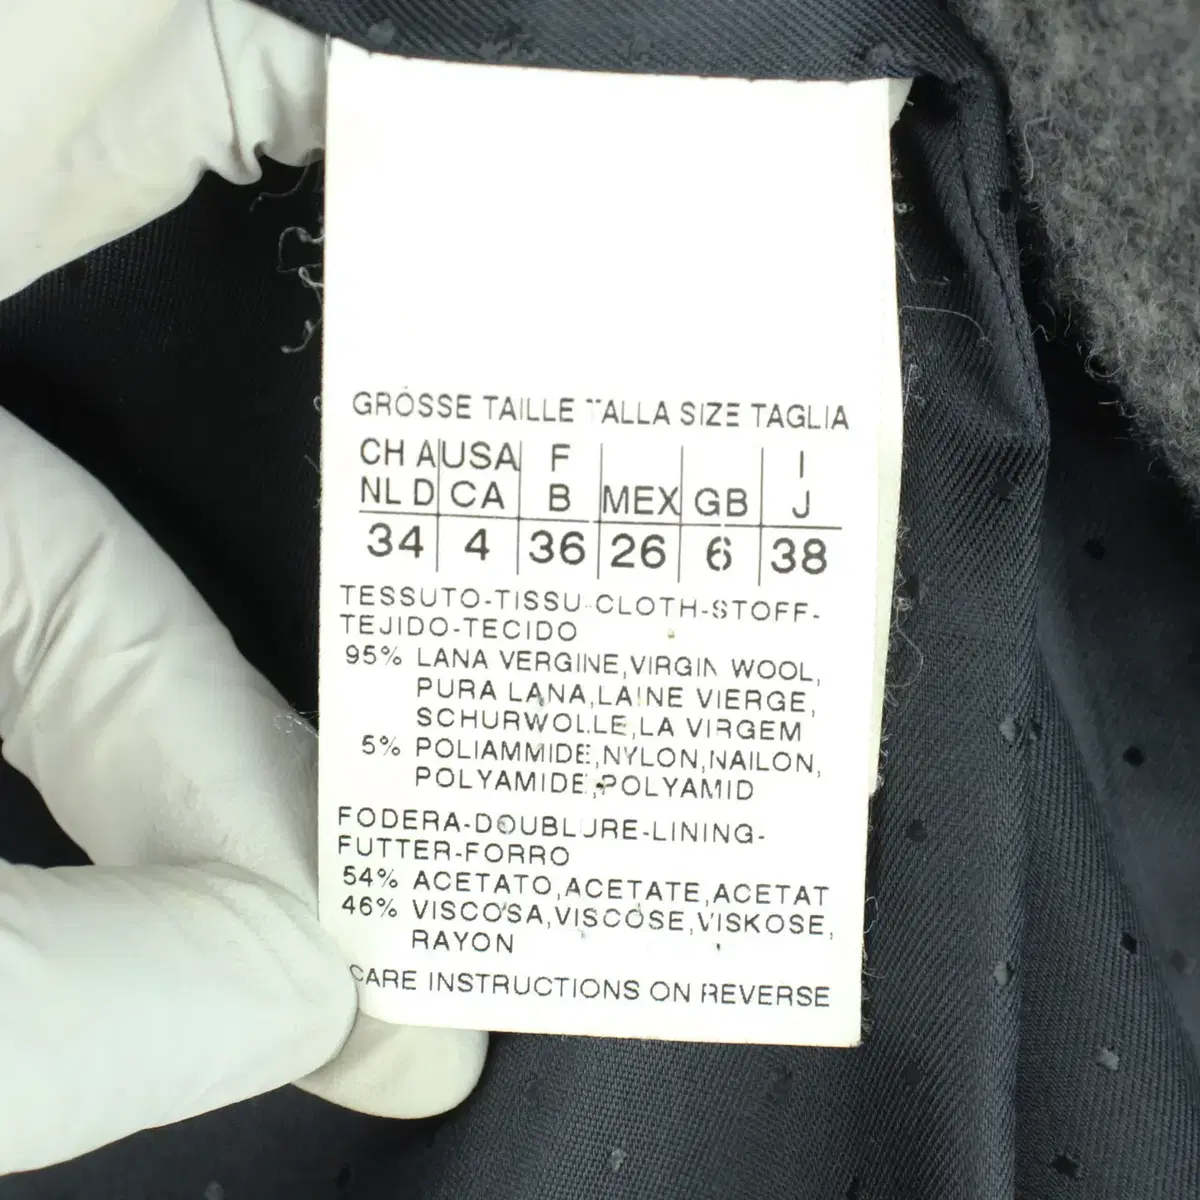 GRÖSSE TAILLE TALLA SIZE TAGLIA
CH A USA F I
NL D CA B MEX GB J
34 4 36 26 6 38
TESSUTO-TISSU-CLOTH-STOFF-
TEJIDO-TECIDO
95% LANA VERGINE,VIRGIN WOOL,
PURA LANA,LAINE VIERGE,
SCHURWOLLE,LA VIRGEM
5% POLIAMMIDE,NYLON,NAILON,
POLYAMIDE,POLYAMID
FODERA-DOUBLURE-LINING-
FUTTER-FORRO
54% ACETATO,ACETATE,ACETAT
46% VISCOSA,VISCOSE,VISKOSE,
RAYON
CARE INSTRUCTIONS ON REVERSE